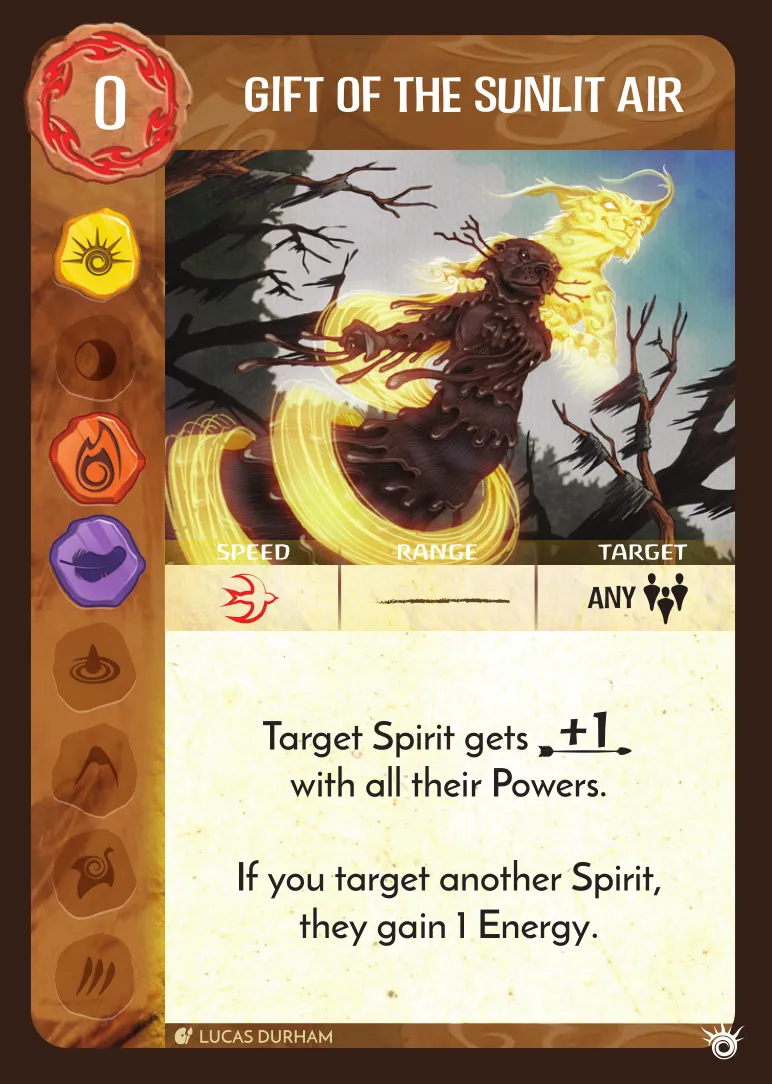 0
GIFT OF THE SUNLIT AIR
SPEED RANGE TARGET
ANY
Target Spirit gets +1
with all their Powers.
If you target another Spirit,
they gain 1 Energy.
LUCAS DURHAM